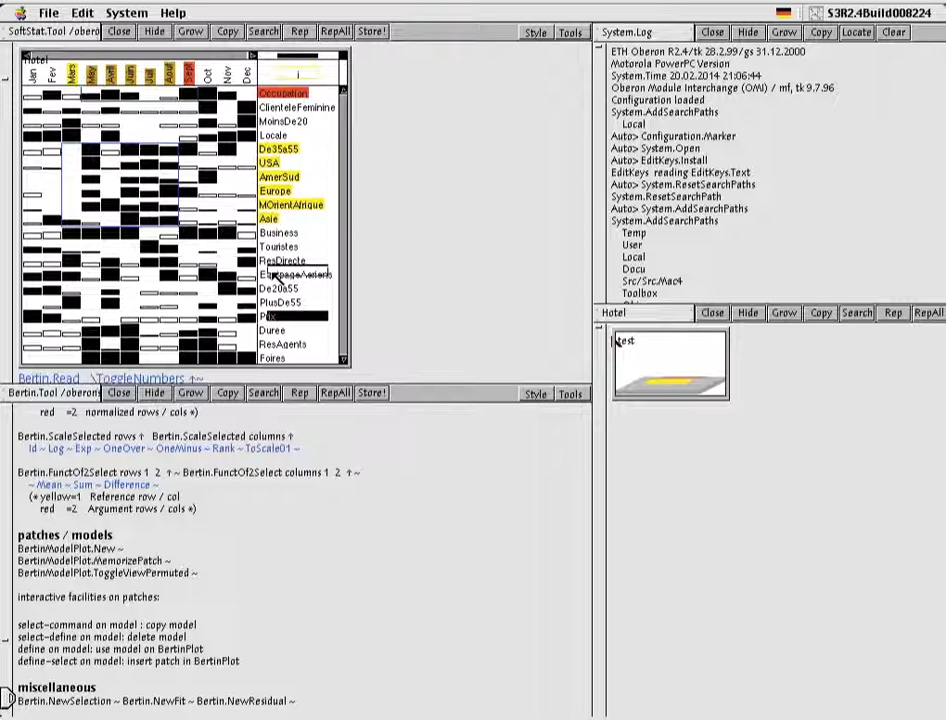 File Edit System Help S3R2.4Build008224
SoftStat.Tool /oberd Close Hide Grow Copy Search Rep RepAll Store! Style Tools
Hotel
Jan Fev Mars May Avril Juin Juil Aout Sept Oct Nov Dec
i
Occupation
ClienteleFeminine
MoinsDe20
Locale
De35a55
USA
AmerSud
Europe
MOrientAfrique
Asie
Business
Touristes
ResDirecte
De20a55
PlusDe55
Prix
Duree
ResAgents
Foires
Bertin.Read \ToggleNumbers ↑~
Bertin.Tool /oberon Close Hide Grow Copy Search Rep RepAll Store! Style Tools
red =2 normalized rows / cols *)
Bertin.ScaleSelected rows ↑ Bertin.ScaleSelected columns ↑
Id ~ Log ~ Exp ~ OneOver ~ OneMinus ~ Rank ~ ToScale01 ~
Bertin.FunctOf2Select rows 1 2 ↑ ~ Bertin.FunctOf2Select columns 1 2 ↑ ~
~ Mean ~ Sum ~ Difference ~
(* yellow=1 Reference row / col
red =2 Argument rows / cols *)
patches / models
BertinModelPlot.New ~
BertinModelPlot.MemorizePatch ~
BertinModelPlot.ToggleViewPermuted ~
interactive facilities on patches:
select-command on model : copy model
select-define on model: delete model
define on model: use model on BertinPlot
define-select on model: insert patch in BertinPlot
miscellaneous
Bertin.NewSelection ~ Bertin.NewFit ~ Bertin.NewResidual ~
System.Log Close Hide Grow Copy Locate Clear
ETH Oberon R2.4/tk 28.2.99/gs 31.12.2000
Motorola PowerPC Version
System.Time 20.02.2014 21:06:44
Oberon Module Interchange (OMI) / mf, tk 9.7.96
Configuration loaded
System.AddSearchPaths
Local
Auto> Configuration.Marker
Auto> System.Open
Auto> EditKeys.Install
EditKeys reading EditKeys.Text
Auto> System.ResetSearchPaths
System.ResetSearchPath
Auto> System.AddSearchPaths
System.AddSearchPaths
Temp
User
Local
Docu
Src/Src.Mac4
Toolbox
Hotel Close Hide Grow Copy Search Rep RepAll
test